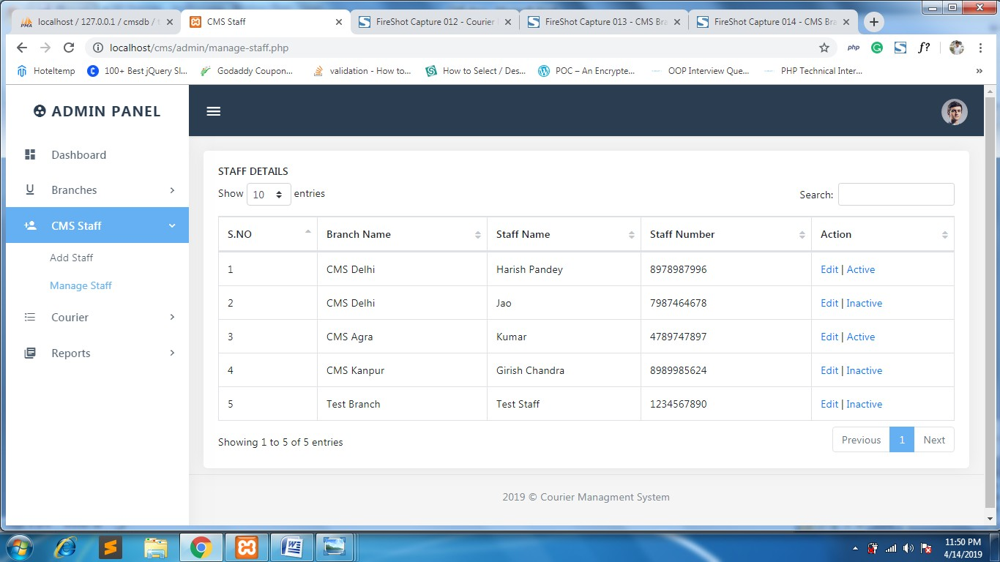 localhost / 127.0.0.1 / cmsdb /
CMS Staff
FireShot Capture 012 - Courier
FireShot Capture 013 - CMS Bra
FireShot Capture 014 - CMS Bra
localhost/cms/admin/manage-staff.php
php
f?
Hoteltemp
100+ Best jQuery Sl...
Godaddy Coupon...
validation - How to...
How to Select / Des...
POC – An Encrypte...
OOP Interview Que...
PHP Technical Inter...
»
ADMIN PANEL
Dashboard
Branches
CMS Staff
Add Staff
Manage Staff
Courier
Reports
STAFF DETAILS
Show 10 entries
Search:
S.NO Branch Name Staff Name Staff Number Action
1 CMS Delhi Harish Pandey 8978987996 Edit | Active
2 CMS Delhi Jao 7987464678 Edit | Inactive
3 CMS Agra Kumar 4789747897 Edit | Active
4 CMS Kanpur Girish Chandra 8989985624 Edit | Inactive
5 Test Branch Test Staff 1234567890 Edit | Inactive
Showing 1 to 5 of 5 entries
Previous 1 Next
2019 © Courier Managment System
11:50 PM
4/14/2019